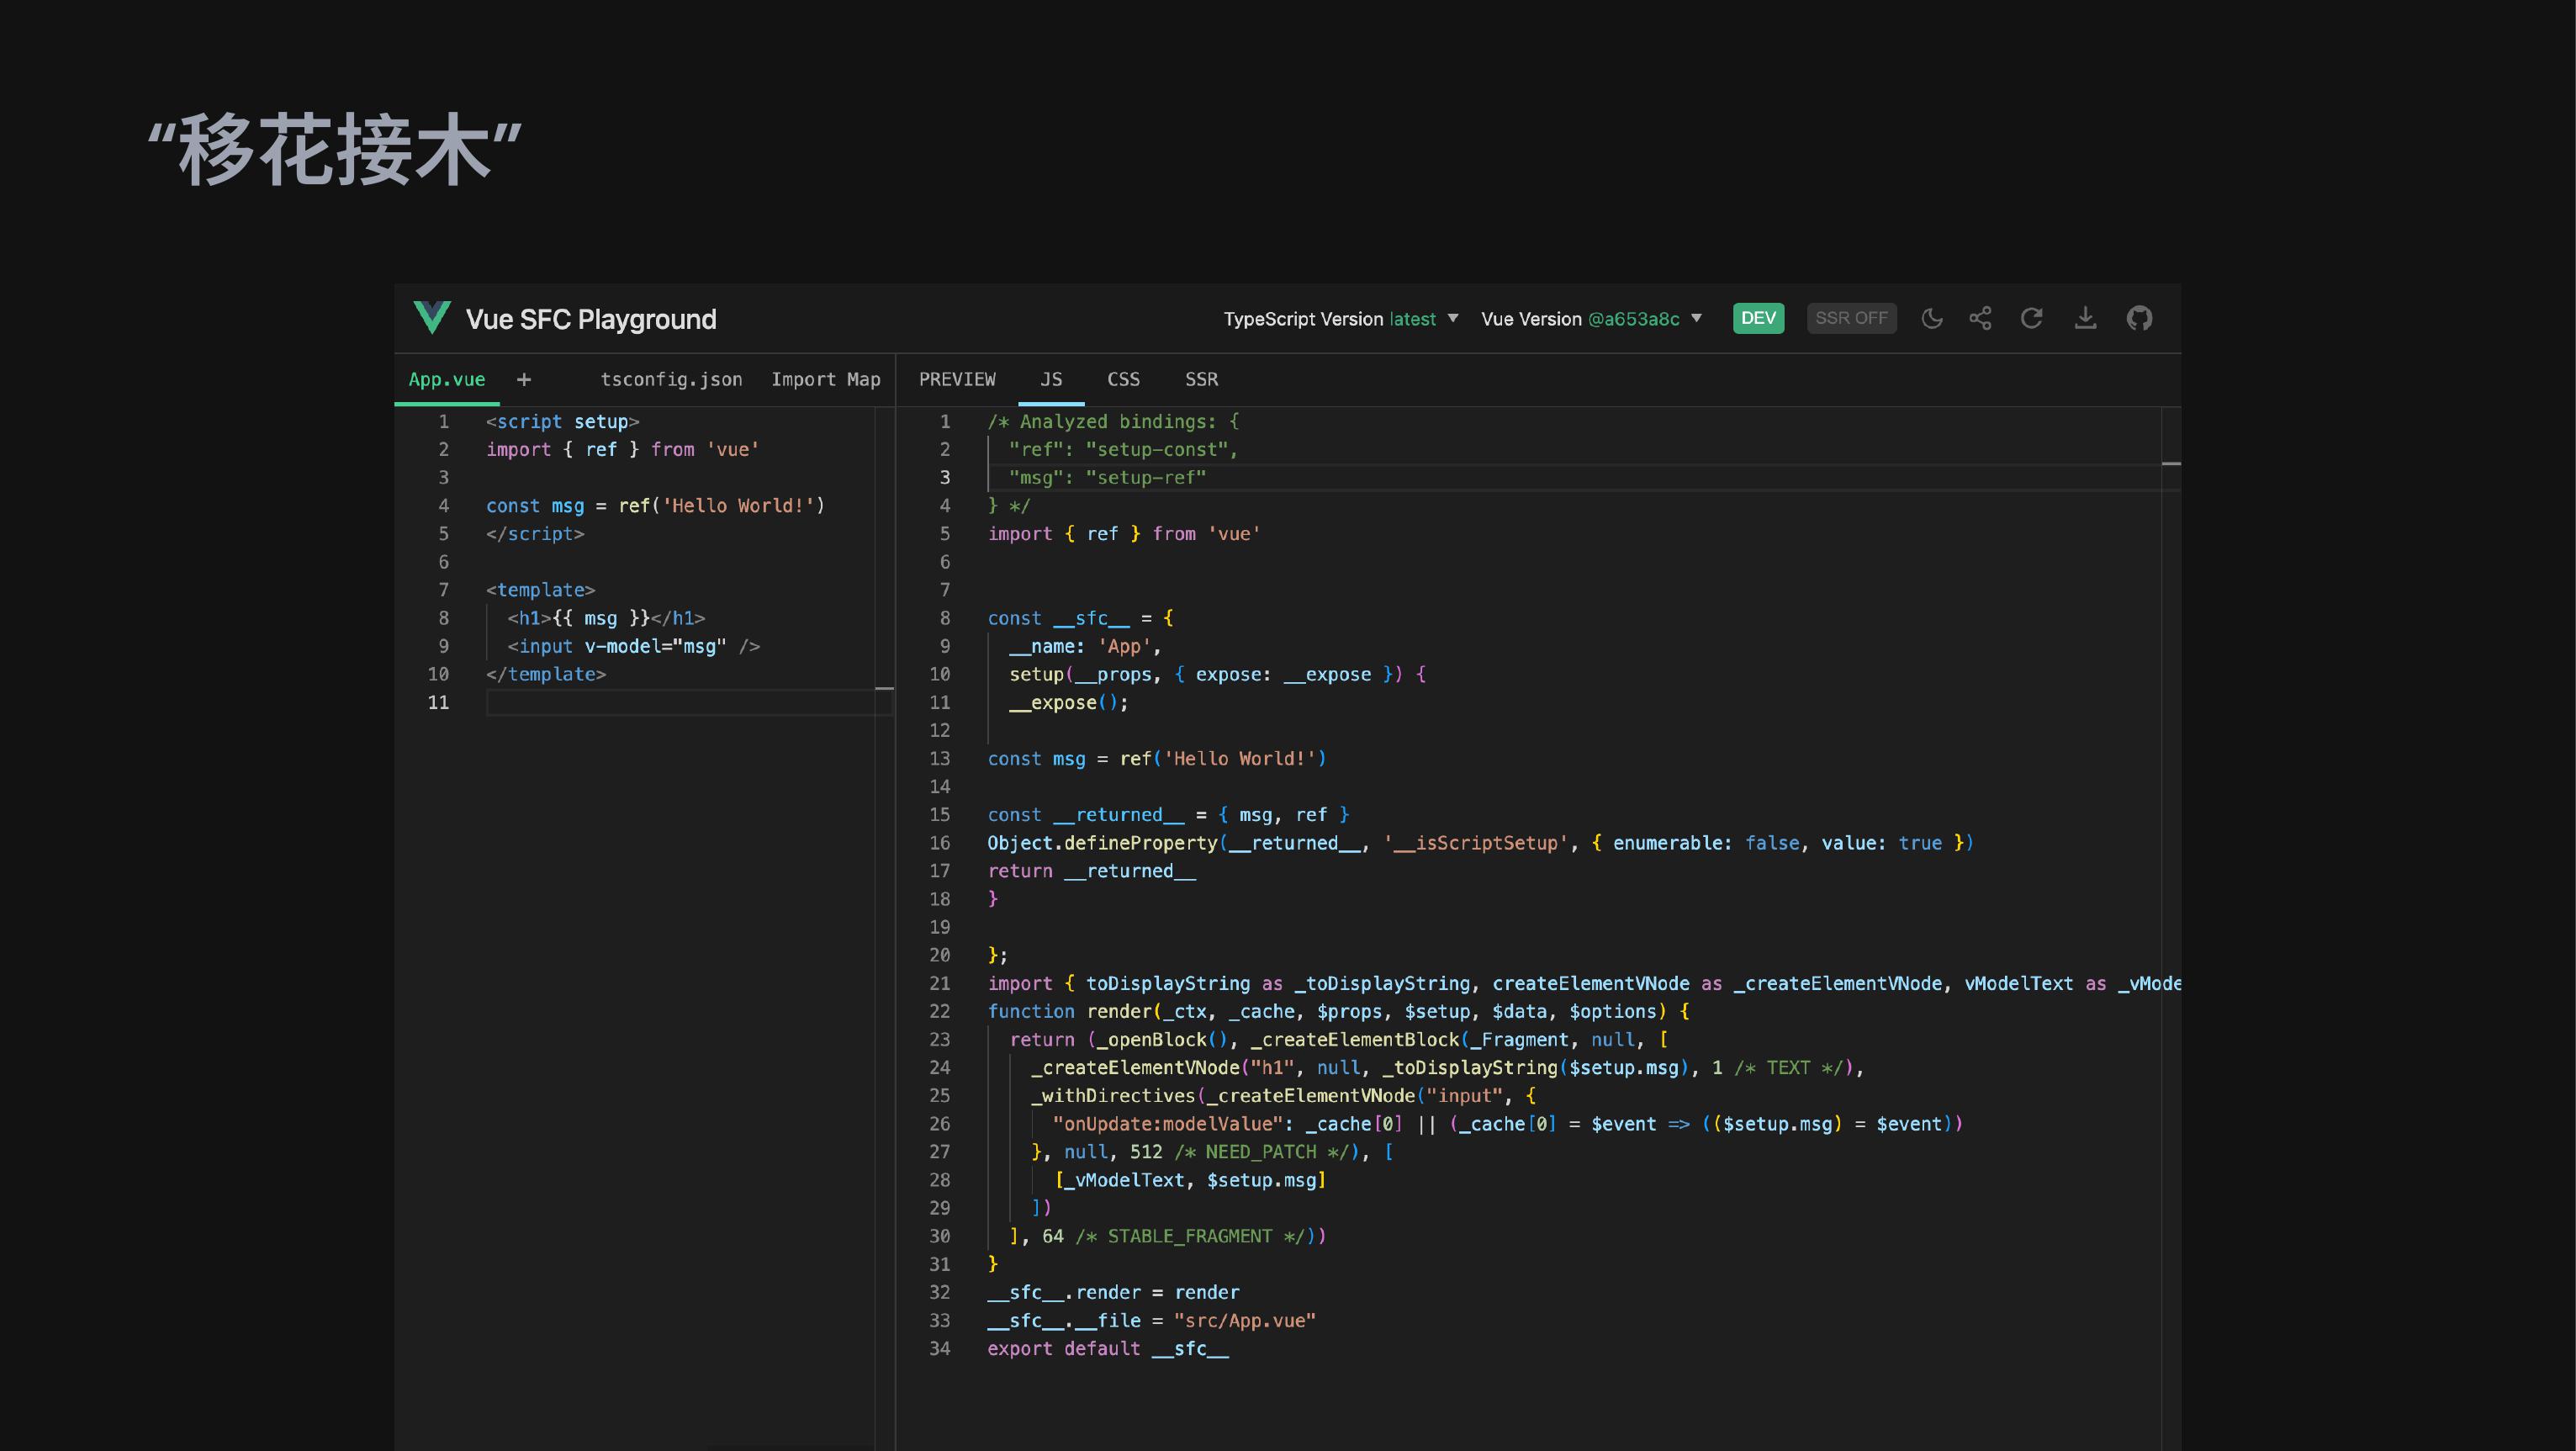 “移花接木”
Vue SFC Playground
TypeScript Version latest
Vue Version @a653a8c
DEV
SSR OFF
App.vue + tsconfig.json Import Map
1 <script setup>
2 import { ref } from 'vue'
3
4 const msg = ref('Hello World!')
5 </script>
6
7 <template>
8 <h1>{{ msg }}</h1>
9 <input v-model="msg" />
10 </template>
11
PREVIEW JS CSS SSR
1 /* Analyzed bindings: {
2 "ref": "setup-const",
3 "msg": "setup-ref"
4 } */
5 import { ref } from 'vue'
6
7
8 const __sfc__ = {
9 __name: 'App',
10 setup(__props, { expose: __expose }) {
11 __expose();
12
13 const msg = ref('Hello World!')
14
15 const __returned__ = { msg, ref }
16 Object.defineProperty(__returned__, '__isScriptSetup', { enumerable: false, value: true })
17 return __returned__
18 }
19
20 };
21 import { toDisplayString as _toDisplayString, createElementVNode as _createElementVNode, vModelText as _vMode
22 function render(_ctx, _cache, $props, $setup, $data, $options) {
23 return (_openBlock(), _createElementBlock(_Fragment, null, [
24 _createElementVNode("h1", null, _toDisplayString($setup.msg), 1 /* TEXT */),
25 _withDirectives(_createElementVNode("input", {
26 "onUpdate:modelValue": _cache[0] || (_cache[0] = $event => (($setup.msg) = $event))
27 }, null, 512 /* NEED_PATCH */), [
28 [_vModelText, $setup.msg]
29 ])
30 ], 64 /* STABLE_FRAGMENT */))
31 }
32 __sfc__.render = render
33 __sfc__.__file = "src/App.vue"
34 export default __sfc__